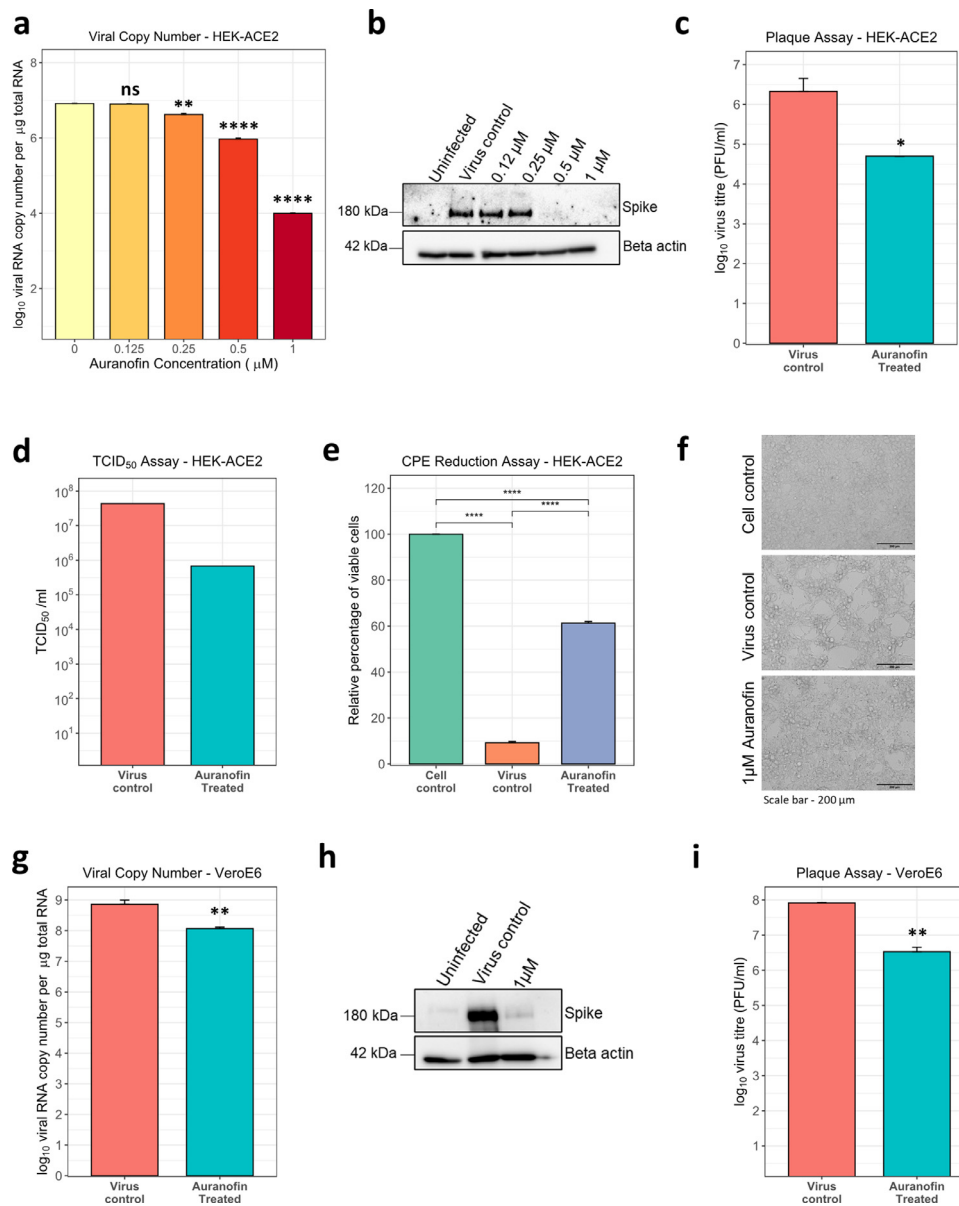 a
Viral Copy Number - HEK-ACE2
log10 viral RNA copy number per µg total RNA
8
6
4
2
ns
**
****
****
0
0.125
0.25
0.5
1
Auranofin Concentration ( µM)
b
Uninfected
Virus control
0.12 µM
0.25 µM
0.5 µM
1 µM
180 kDa
Spike
42 kDa
Beta actin
c
Plaque Assay - HEK-ACE2
log10 virus titre (PFU/ml)
7
6
5
4
3
2
1
0
*
Virus control
Auranofin Treated
d
TCID50 Assay - HEK-ACE2
TCID50 /ml
10^8
10^7
10^6
10^5
10^4
10^3
10^2
10^1
Virus control
Auranofin Treated
e
CPE Reduction Assay - HEK-ACE2
Relative percentage of viable cells
120
100
80
60
40
20
10
0
****
****
****
Cell control
Virus control
Auranofin Treated
f
Cell control
Virus control
1µM Auranofin
Scale bar - 200 µm
g
Viral Copy Number - VeroE6
log10 viral RNA copy number per µg total RNA
9
8
7
6
5
4
3
2
1
0
**
Virus control
Auranofin Treated
h
Uninfected
Virus control
1µM
180 kDa
Spike
42 kDa
Beta actin
i
Plaque Assay - VeroE6
log10 virus titre (PFU/ml)
8
7
6
5
4
3
2
1
**
Virus control
Auranofin Treated